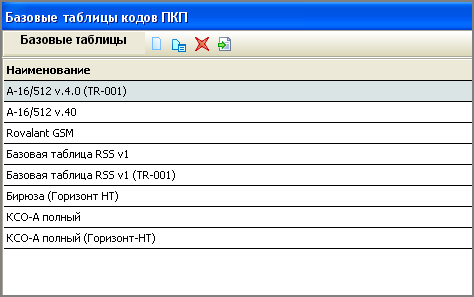 Базовые таблицы кодов ПКП
Базовые таблицы
Наименование
А-16/512 v.4.0 (TR-001)
А-16/512 v.40
Rovalant GSM
Базовая таблица RSS v1
Базовая таблица RSS v1 (TR-001)
Бирюза (Горизонт НТ)
КСО-А полный
КСО-А полный (Горизонт-НТ)